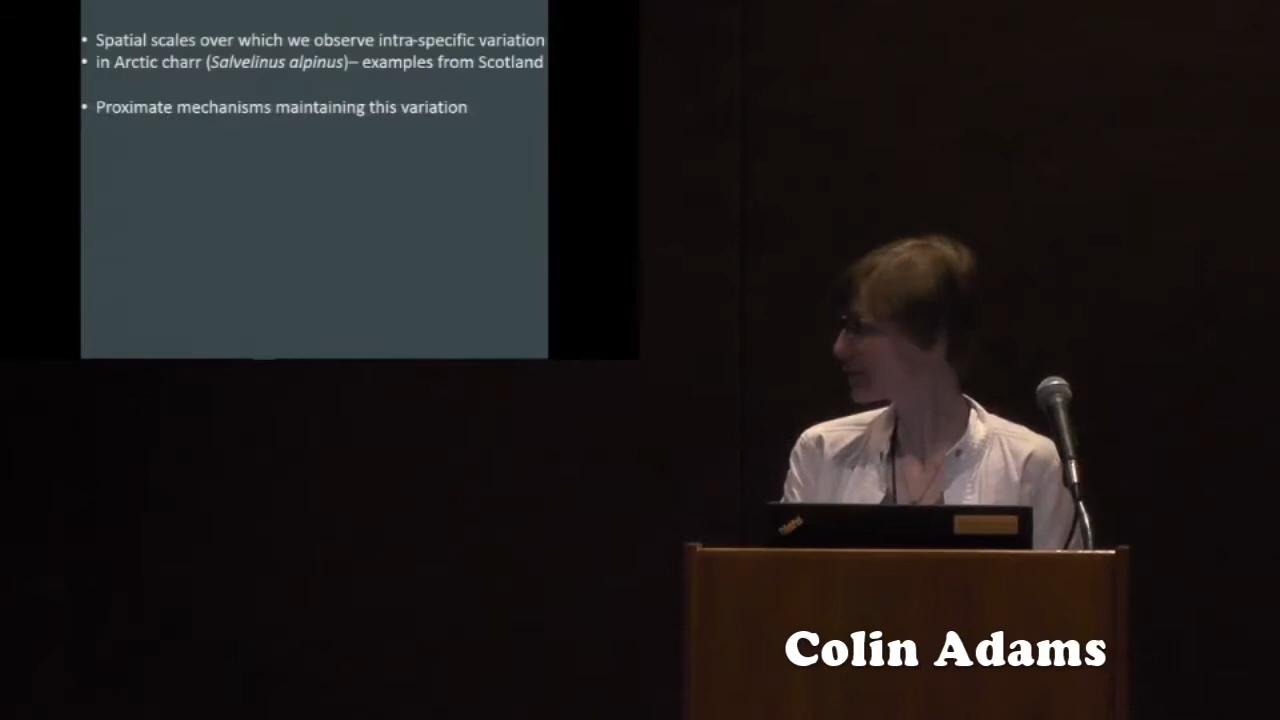 • Spatial scales over which we observe intra-specific variation
• in Arctic charr (Salvelinus alpinus)– examples from Scotland
• Proximate mechanisms maintaining this variation
Colin Adams